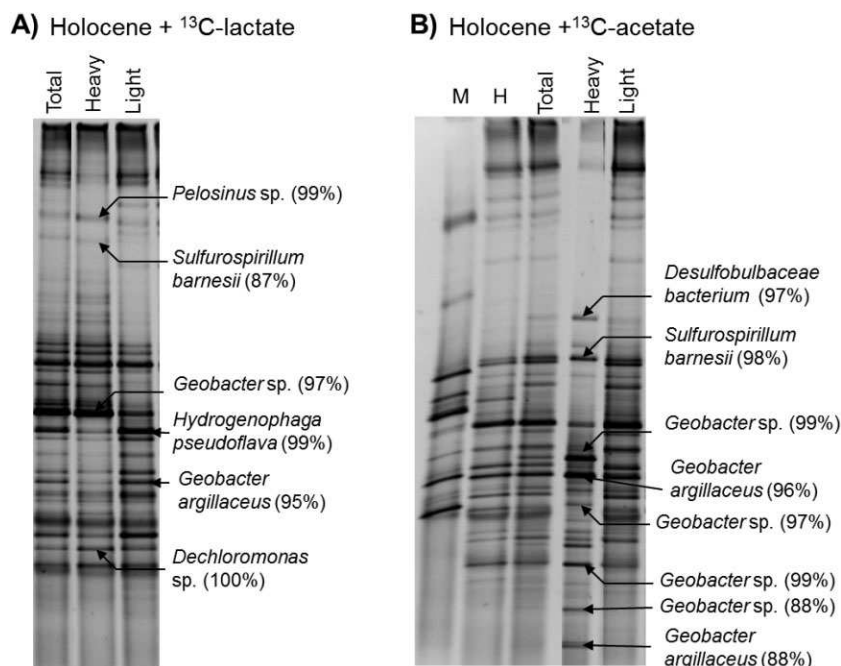 A) Holocene + ¹³C-lactate
Total
Heavy
Light
Pelosinus sp. (99%)
Sulfurospirillum
barnesii (87%)
Geobacter sp. (97%)
Hydrogenophaga
pseudoflava (99%)
Geobacter
argillaceus (95%)
Dechloromonas
sp. (100%)
B) Holocene +¹³C-acetate
M
H
Total
Heavy
Light
Desulfobulbaceae
bacterium (97%)
Sulfurospirillum
barnesii (98%)
Geobacter sp. (99%)
Geobacter
argillaceus (96%)
Geobacter sp. (97%)
Geobacter sp. (99%)
Geobacter sp. (88%)
Geobacter
argillaceus (88%)